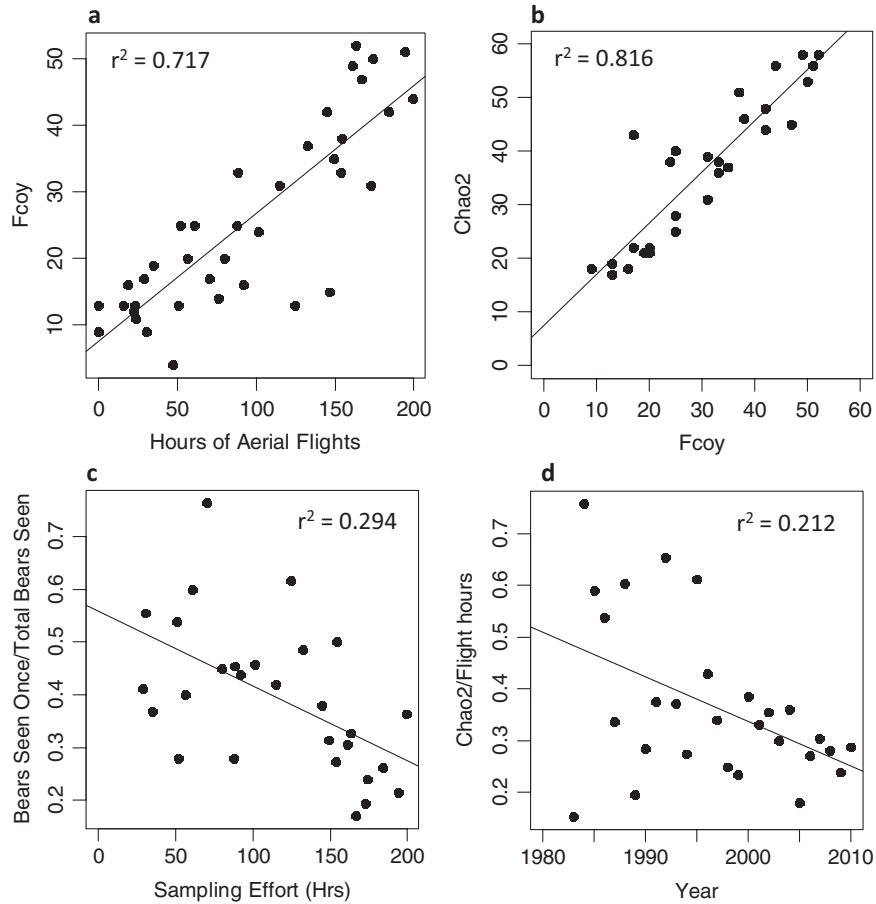 a
r² = 0.717
Fcoy
50
40
30
20
10
0 50 100 150 200
Hours of Aerial Flights
b
r² = 0.816
Chao2
60
50
40
30
20
10
0
0 10 20 30 40 50 60
Fcoy
c
r² = 0.294
Bears Seen Once/Total Bears Seen
0.7
0.6
0.5
0.4
0.3
0.2
0 50 100 150 200
Sampling Effort (Hrs)
d
r² = 0.212
Chao2/Flight hours
0.7
0.6
0.5
0.4
0.3
0.2
1980 1990 2000 2010
Year